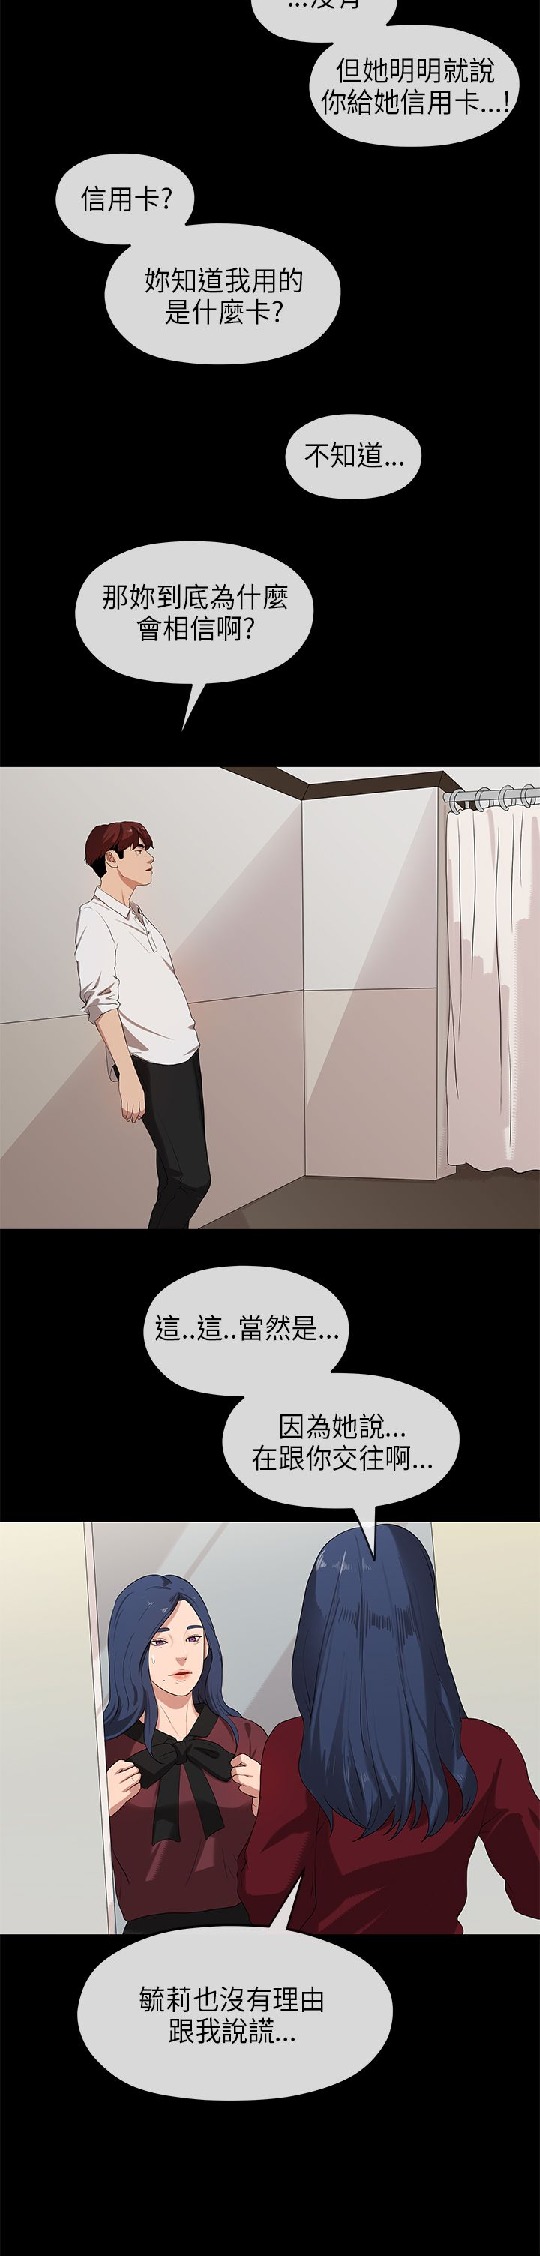 ...沒有
但她明明就說
你給她信用卡...!
信用卡?
妳知道我用的
是什麼卡?
不知道...
那妳到底為什麼
會相信啊?
這..這..當然是...
因為她說...
在跟你交往啊...
毓莉也沒有理由
跟我說謊...